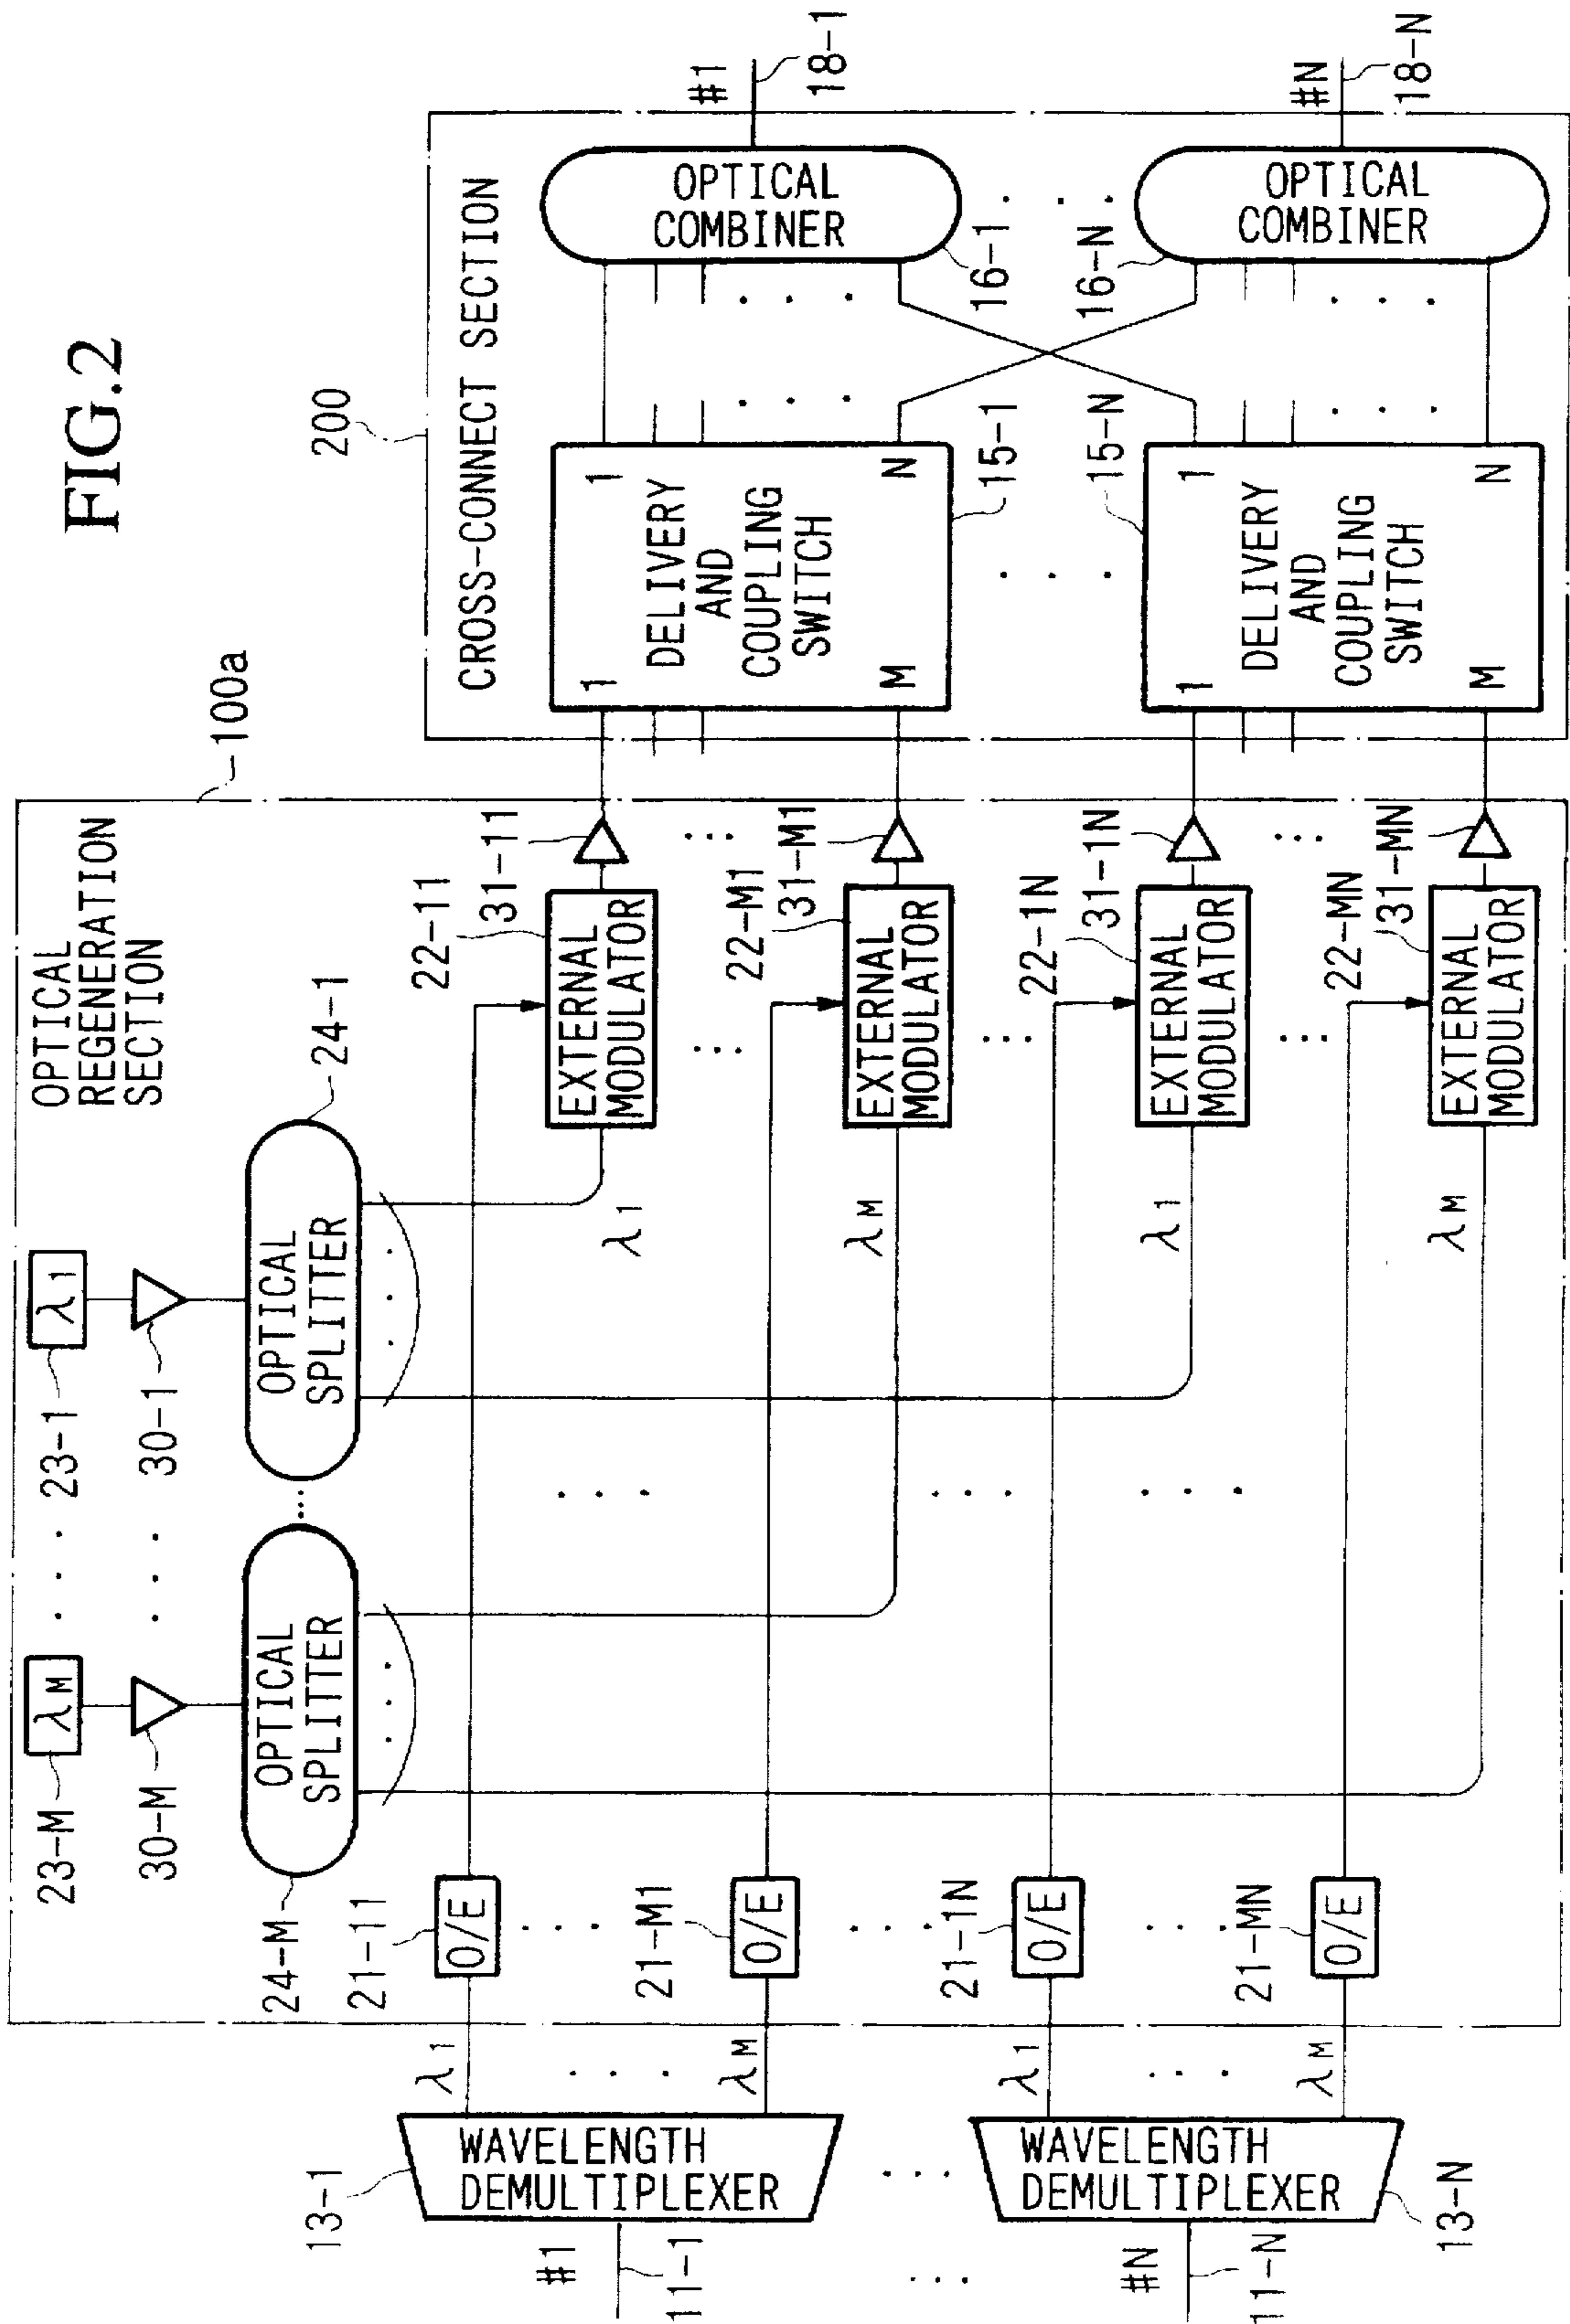 FIG.2
OPTICAL
REGENERATION
SECTION
100a
200
CROSS-CONNECT SECTION
23-M
λM
23-1
λ1
30-M
30-1
24-M
OPTICAL
SPLITTER
OPTICAL
SPLITTER
24-1
13-1
#1
11-1
WAVELENGTH
DEMULTIPLEXER
λ1
λM
21-11
O/E
21-M1
O/E
λ1
λM
22-11
EXTERNAL
MODULATOR
31-11
22-M1
EXTERNAL
MODULATOR
31-M1
1
M
DELIVERY
AND
COUPLING
SWITCH
1
N
15-1
OPTICAL
COMBINER
16-1
#1
18-1
#N
11-N
WAVELENGTH
DEMULTIPLEXER
13-N
λ1
λM
21-1N
O/E
21-MN
O/E
λ1
λM
22-1N
EXTERNAL
MODULATOR
31-1N
22-MN
EXTERNAL
MODULATOR
31-MN
15-N
1
M
DELIVERY
AND
COUPLING
SWITCH
1
N
16-N
OPTICAL
COMBINER
#N
18-N